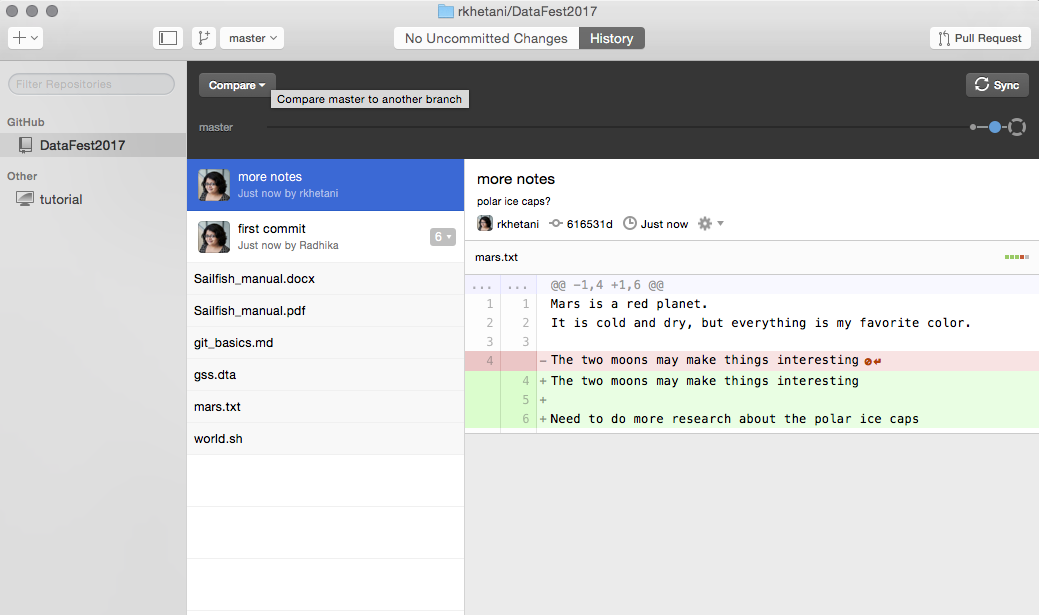 rkhetani/DataFest2017
master
No Uncommitted Changes
History
Pull Request
Filter Repositories
GitHub
DataFest2017
Other
tutorial
Compare
Compare master to another branch
Sync
master
more notes
Just now by rkhetani
first commit
Just now by Radhika
6
Sailfish_manual.docx
Sailfish_manual.pdf
git_basics.md
gss.dta
mars.txt
world.sh
more notes
polar ice caps?
rkhetani 616531d Just now
mars.txt
... ... @@ -1,4 +1,6 @@
1 1 Mars is a red planet.
2 2 It is cold and dry, but everything is my favorite color.
3 3
4 -The two moons may make things interesting
4 +The two moons may make things interesting
5 +
6 +Need to do more research about the polar ice caps